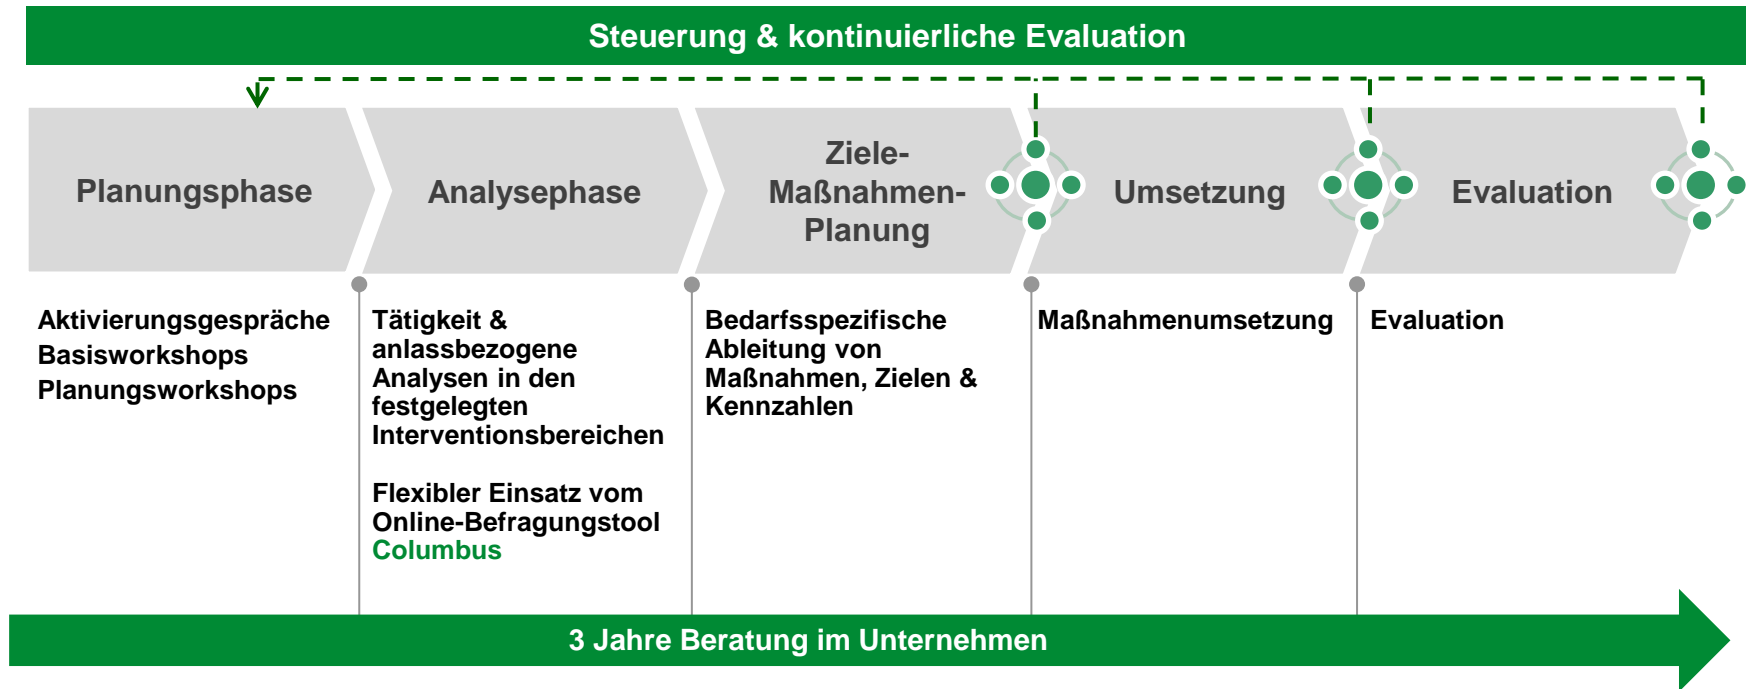 Steuerung & kontinuierliche Evaluation
Planungsphase
Analysephase
Ziele-
Maßnahmen-
Planung
Umsetzung
Evaluation
Aktivierungsgespräche
Basisworkshops
Planungsworkshops
Tätigkeit &
anlassbezogene
Analysen in den
festgelegten
Interventionsbereichen
Flexibler Einsatz vom
Online-Befragungstool
Columbus
Bedarfsspezifische
Ableitung von
Maßnahmen, Zielen &
Kennzahlen
Maßnahmenumsetzung
Evaluation
3 Jahre Beratung im Unternehmen